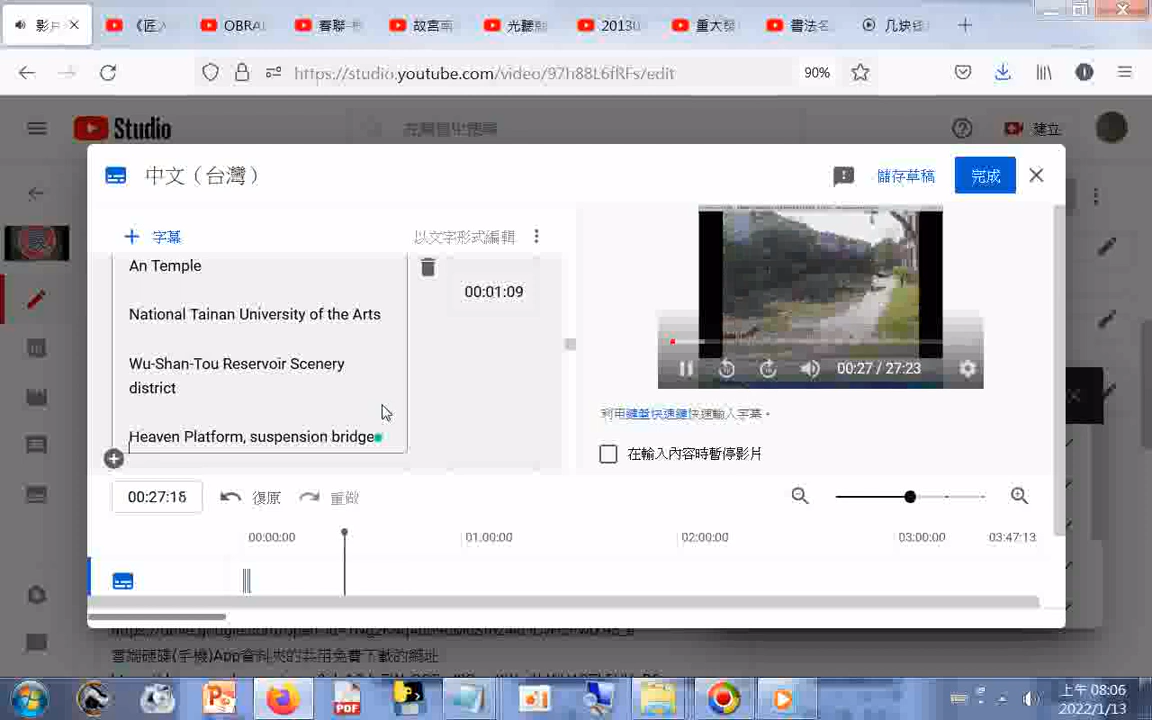 影片
《匠
OBRA
春聯
故宮南
光聽
2013
重大發
書法名
几块钱
https://studio.youtube.com/video/97h88L6fRFs/edit
90%
Studio
建立
中文（台灣）
儲存草稿
完成
字幕
以文字形式編輯
An Temple
00:01:09
National Tainan University of the Arts
Wu-Shan-Tou Reservoir Scenery
district
Heaven Platform, suspension bridge
00:27 / 27:23
利用鍵盤快速鍵快速輸入字幕。
在輸入內容時暫停影片
00:27:16
復原
重做
00:00:00
01:00:00
02:00:00
03:00:00
03:47:13
雲端硬碟(手機)App資料夾的共用免費下載的網址
上午 08:06
2022/1/13